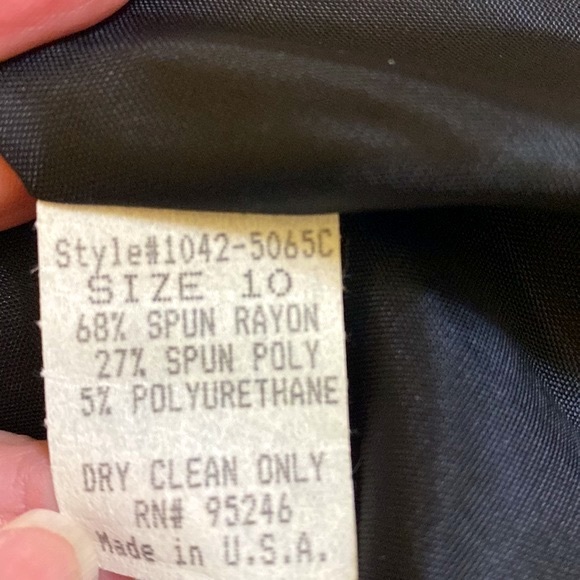 Style#1042-5065C
SIZE 10
68% SPUN RAYON
27% SPUN POLY
5% POLYURETHANE
DRY CLEAN ONLY
RN# 95246
Made in U.S.A.